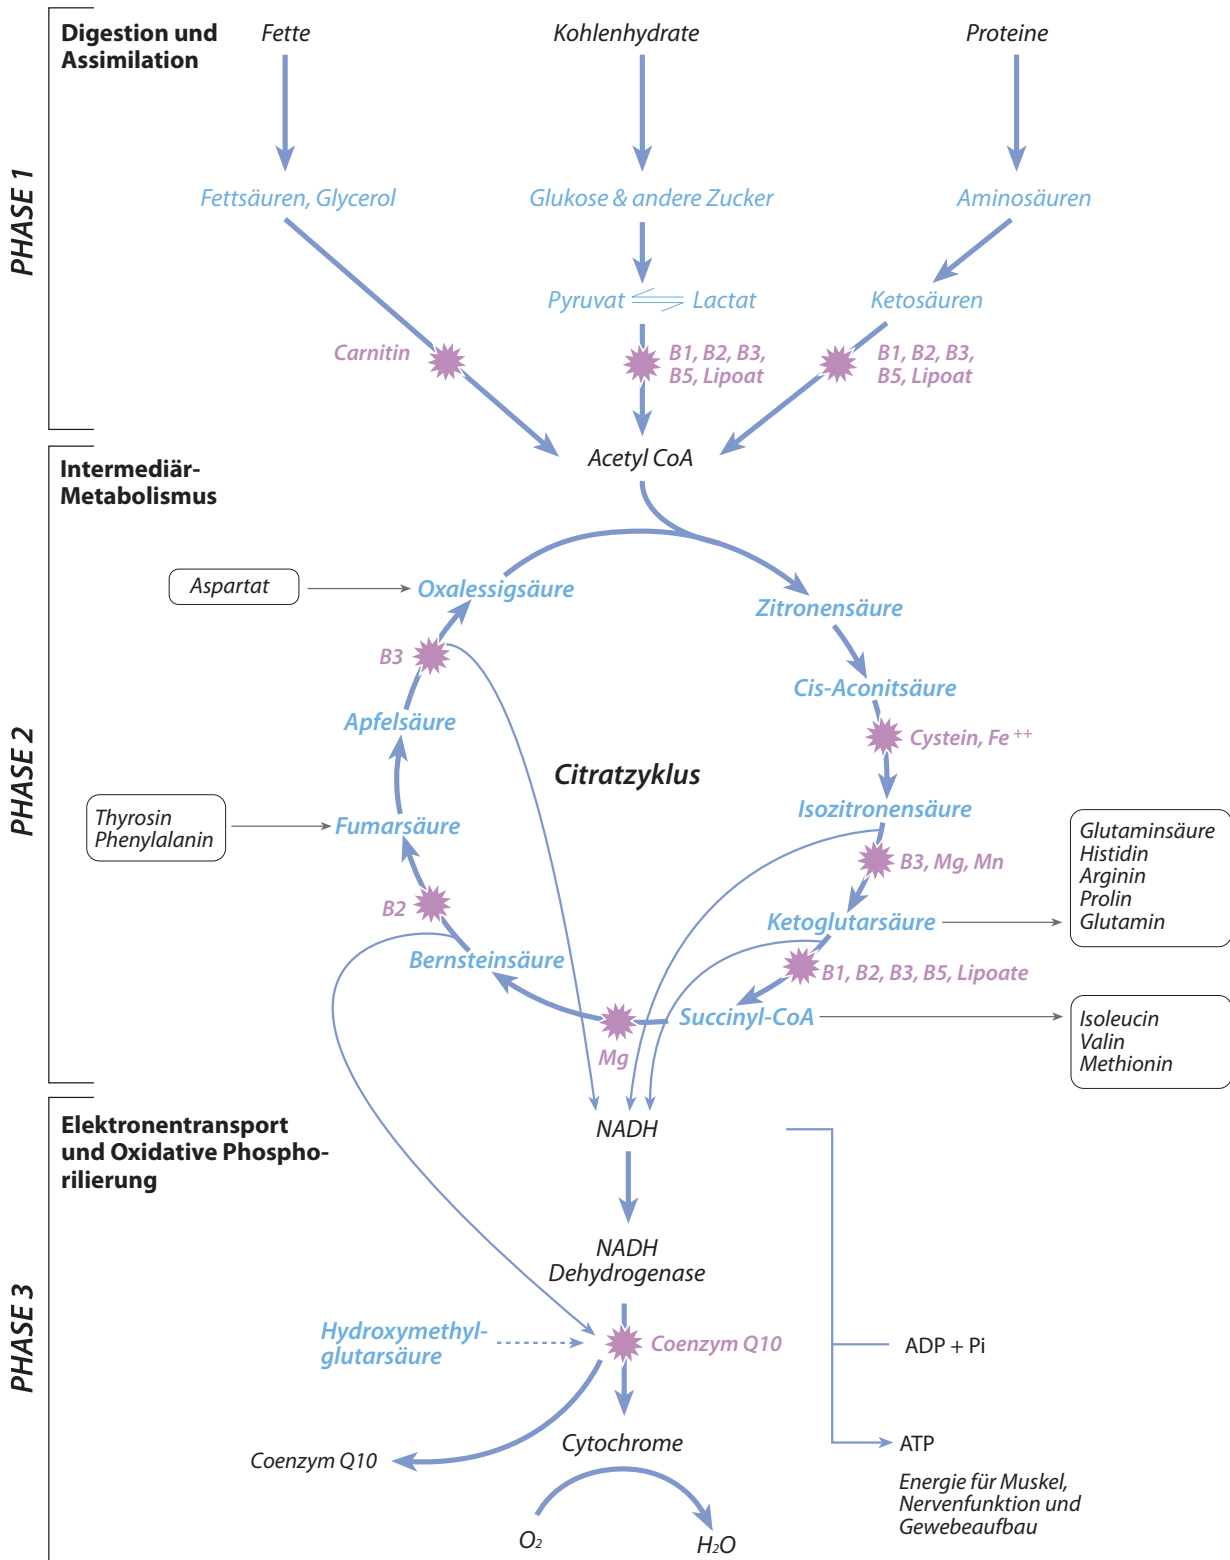 PHASE 1
Digestion und
Assimilation
Fette
Kohlenhydrate
Proteine
Fettsäuren, Glycerol
Glukose & andere Zucker
Aminosäuren
Pyruvat
Lactat
Ketosäuren
Carnitin
B1, B2, B3,
B5, Lipoat
B1, B2, B3,
B5, Lipoat
Acetyl CoA
PHASE 2
Intermediär-
Metabolismus
Aspartat
Oxalessigsäure
Zitronensäure
B3
Cis-Aconitsäure
Apfelsäure
Cystein, Fe ++
Citratzyklus
Thyrosin
Phenylalanin
Fumarsäure
Isozitronensäure
B3, Mg, Mn
Glutaminsäure
Histidin
Arginin
Prolin
Glutamin
B2
Ketoglutarsäure
Bernsteinsäure
B1, B2, B3, B5, Lipoate
Succinyl-CoA
Isoleucin
Valin
Methionin
Mg
PHASE 3
Elektronentransport
und Oxidative Phospho-
rilierung
NADH
NADH
Dehydrogenase
Hydroxymethyl-
glutarsäure
Coenzym Q10
ADP + Pi
Cytochrome
Coenzym Q10
ATP
Energie für Muskel,
Nervenfunktion und
Gewebeaufbau
O2
H2O